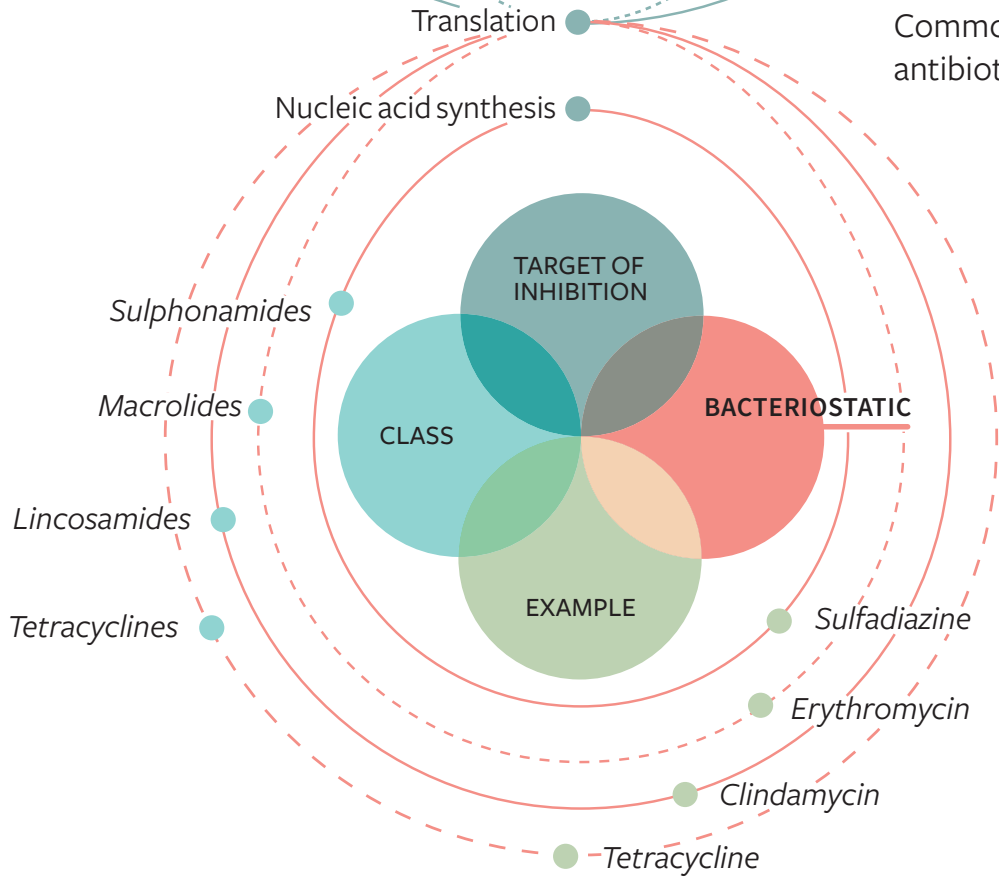 Translation
Commo
antibiot
Nucleic acid synthesis
TARGET OF
INHIBITION
Sulphonamides
Macrolides
BACTERIOSTATIC
CLASS
Lincosamides
EXAMPLE
Tetracyclines
Sulfadiazine
Erythromycin
Clindamycin
Tetracycline